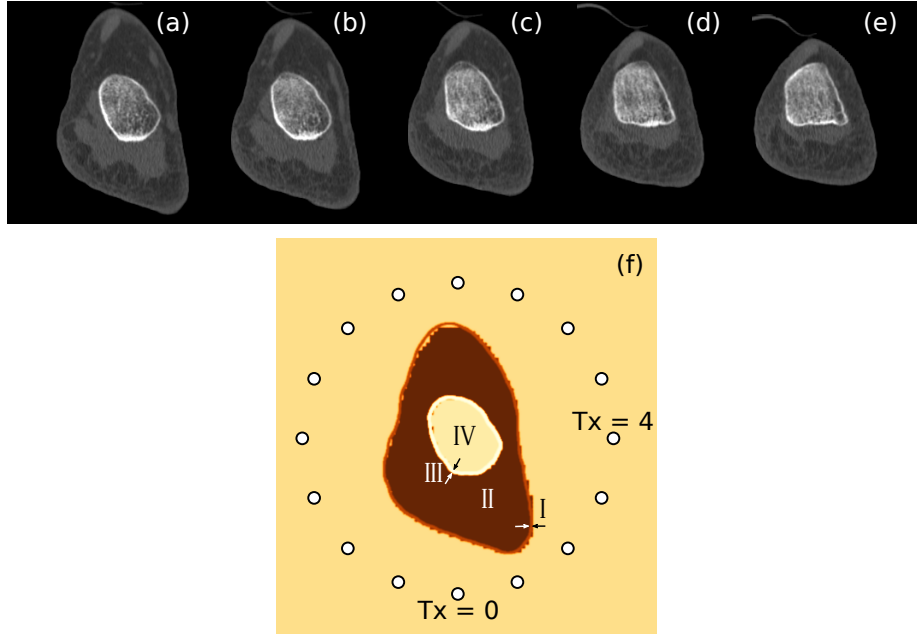 (a) (b) (c) (d) (e)
(f)
Tx = 4
IV
III
II
I
Tx = 0